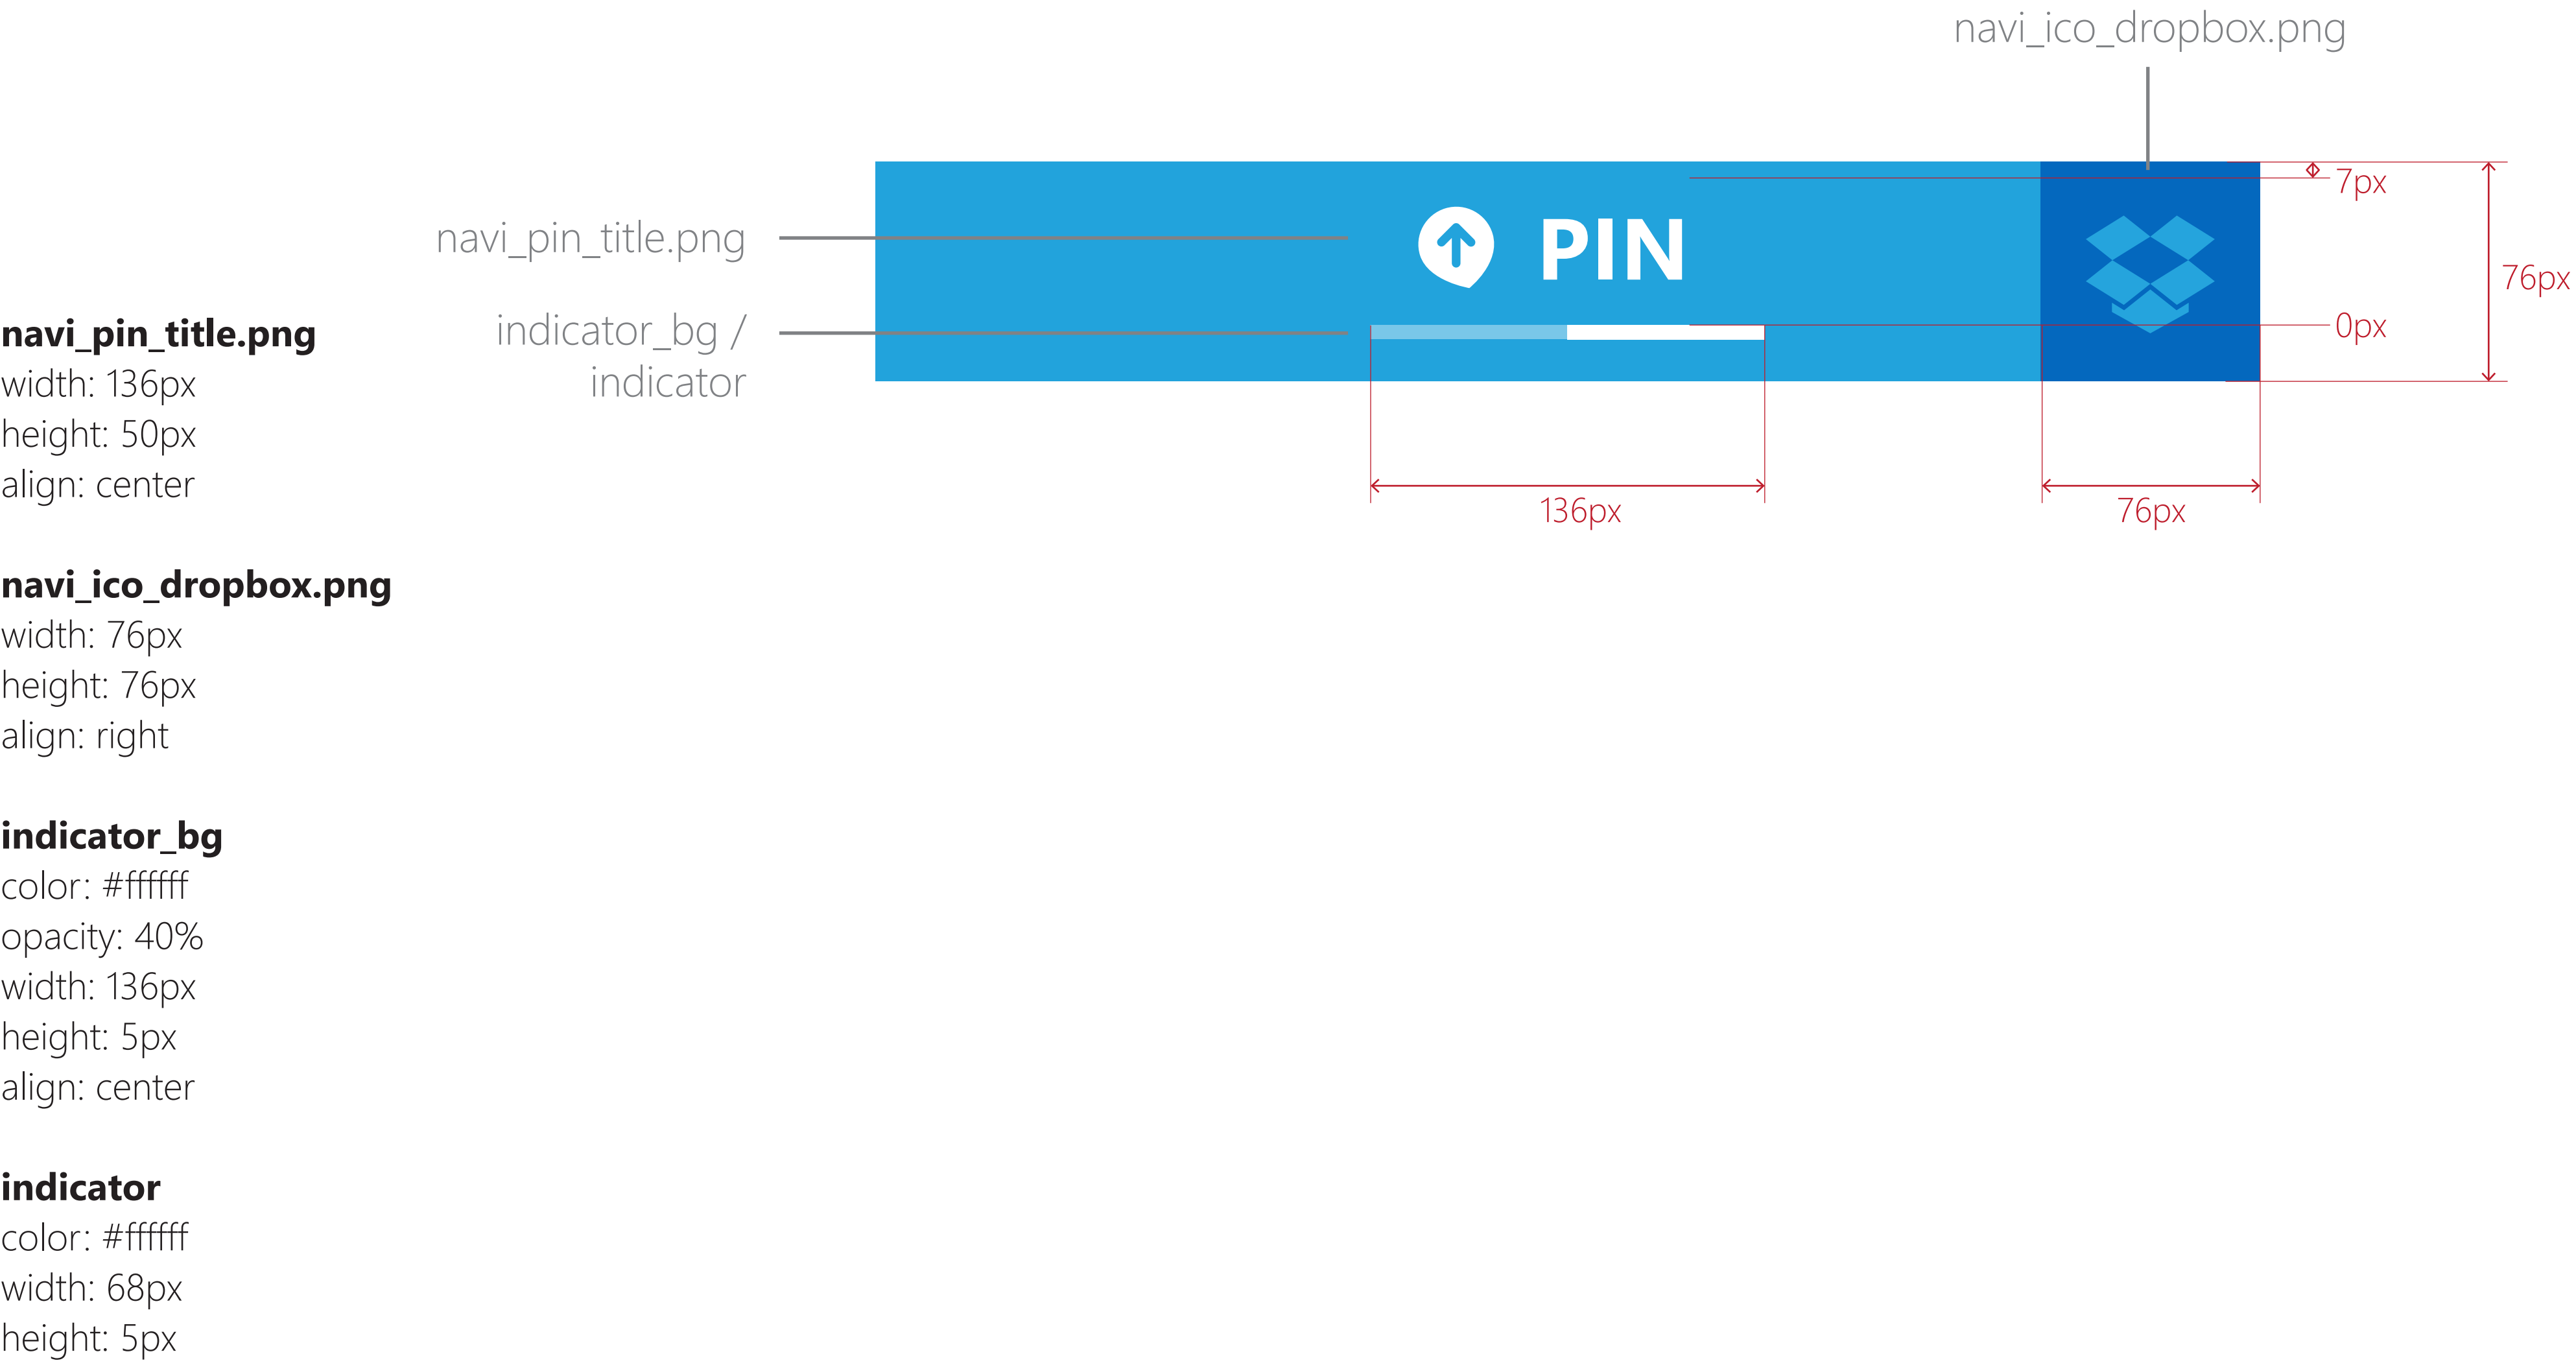 navi_ico_dropbox.png
7px
navi_pin_title.png
PIN
76px
indicator_bg /
indicator
0px
136px
76px
navi_pin_title.png
width: 136px
height: 50px
align: center
navi_ico_dropbox.png
width: 76px
height: 76px
align: right
indicator_bg
color: #ffffff
opacity: 40%
width: 136px
height: 5px
align: center
indicator
color: #ffffff
width: 68px
height: 5px